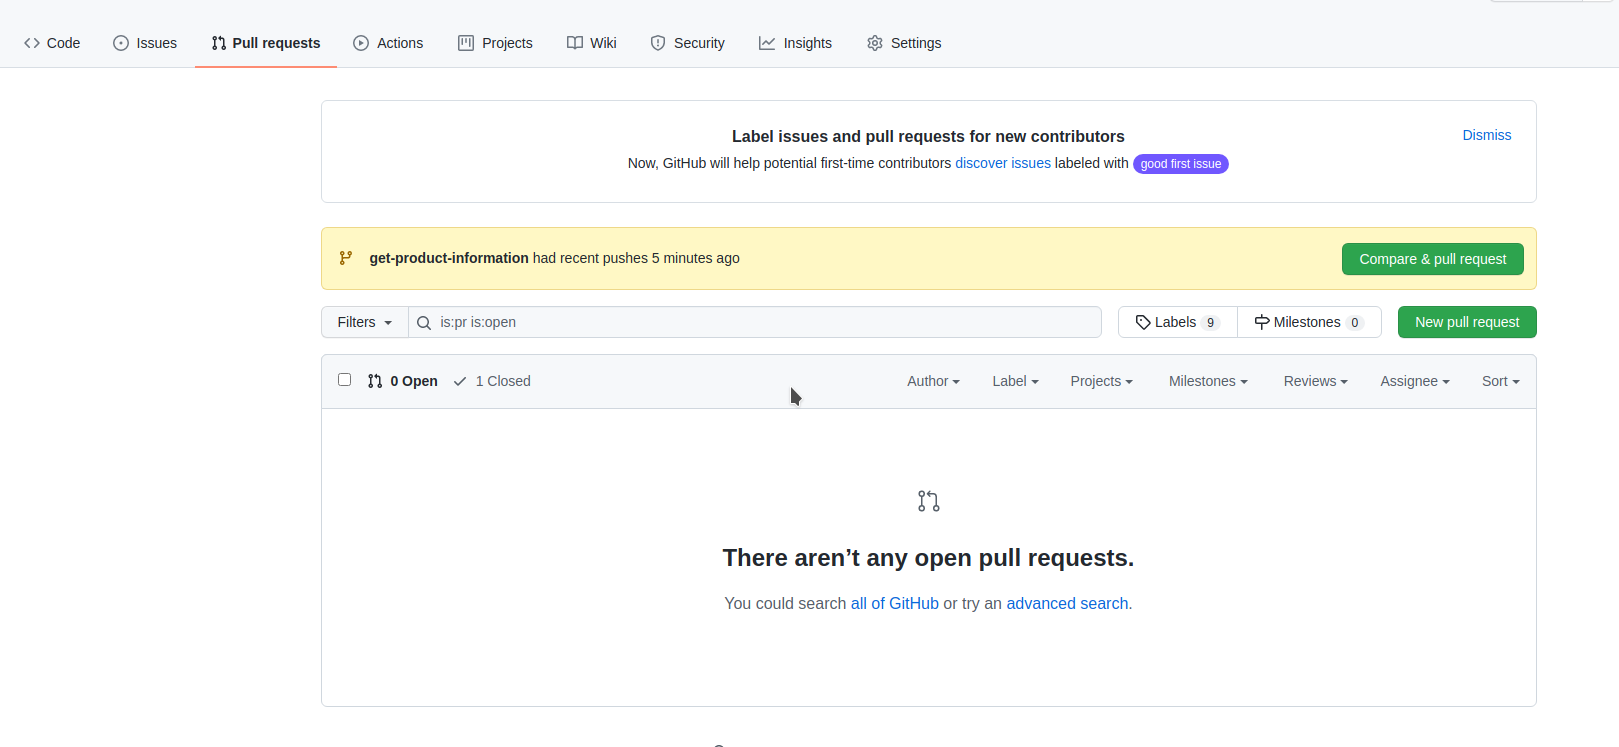 Code Issues Pull requests Actions Projects Wiki Security Insights Settings
Label issues and pull requests for new contributors
Dismiss
Now, GitHub will help potential first-time contributors discover issues labeled with good first issue
get-product-information had recent pushes 5 minutes ago
Compare & pull request
Filters is:pr is:open Labels 9 Milestones 0 New pull request
0 Open 1 Closed Author Label Projects Milestones Reviews Assignee Sort
There aren’t any open pull requests.
You could search all of GitHub or try an advanced search.